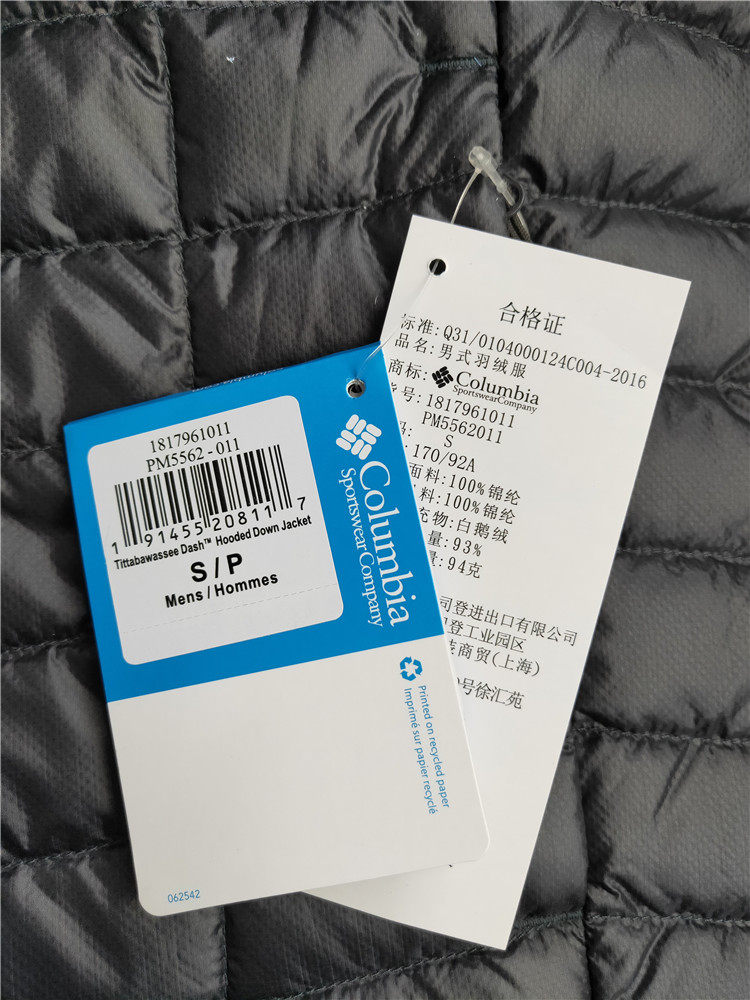 1817961011
PM5562 - 011
1 91455 20811 7
Tittabawassee Dash™ Hooded Down Jacket
S / P
Mens / Hommes
Columbia
Sportswear Company
Printed on recycled paper
Imprimé sur papier recyclé
062542
合格证
标准: Q31/0104000124C004-2016
品名: 男式羽绒服
商标: Columbia
Sportswear Company
号: 1817961011
PM5562011
S
170/92A
面料: 100%锦纶
料: 100%锦纶
充物: 白鹅绒
量: 93%
量: 94克
司登进出口有限公司
登工业园区
商贸(上海)
号徐汇苑